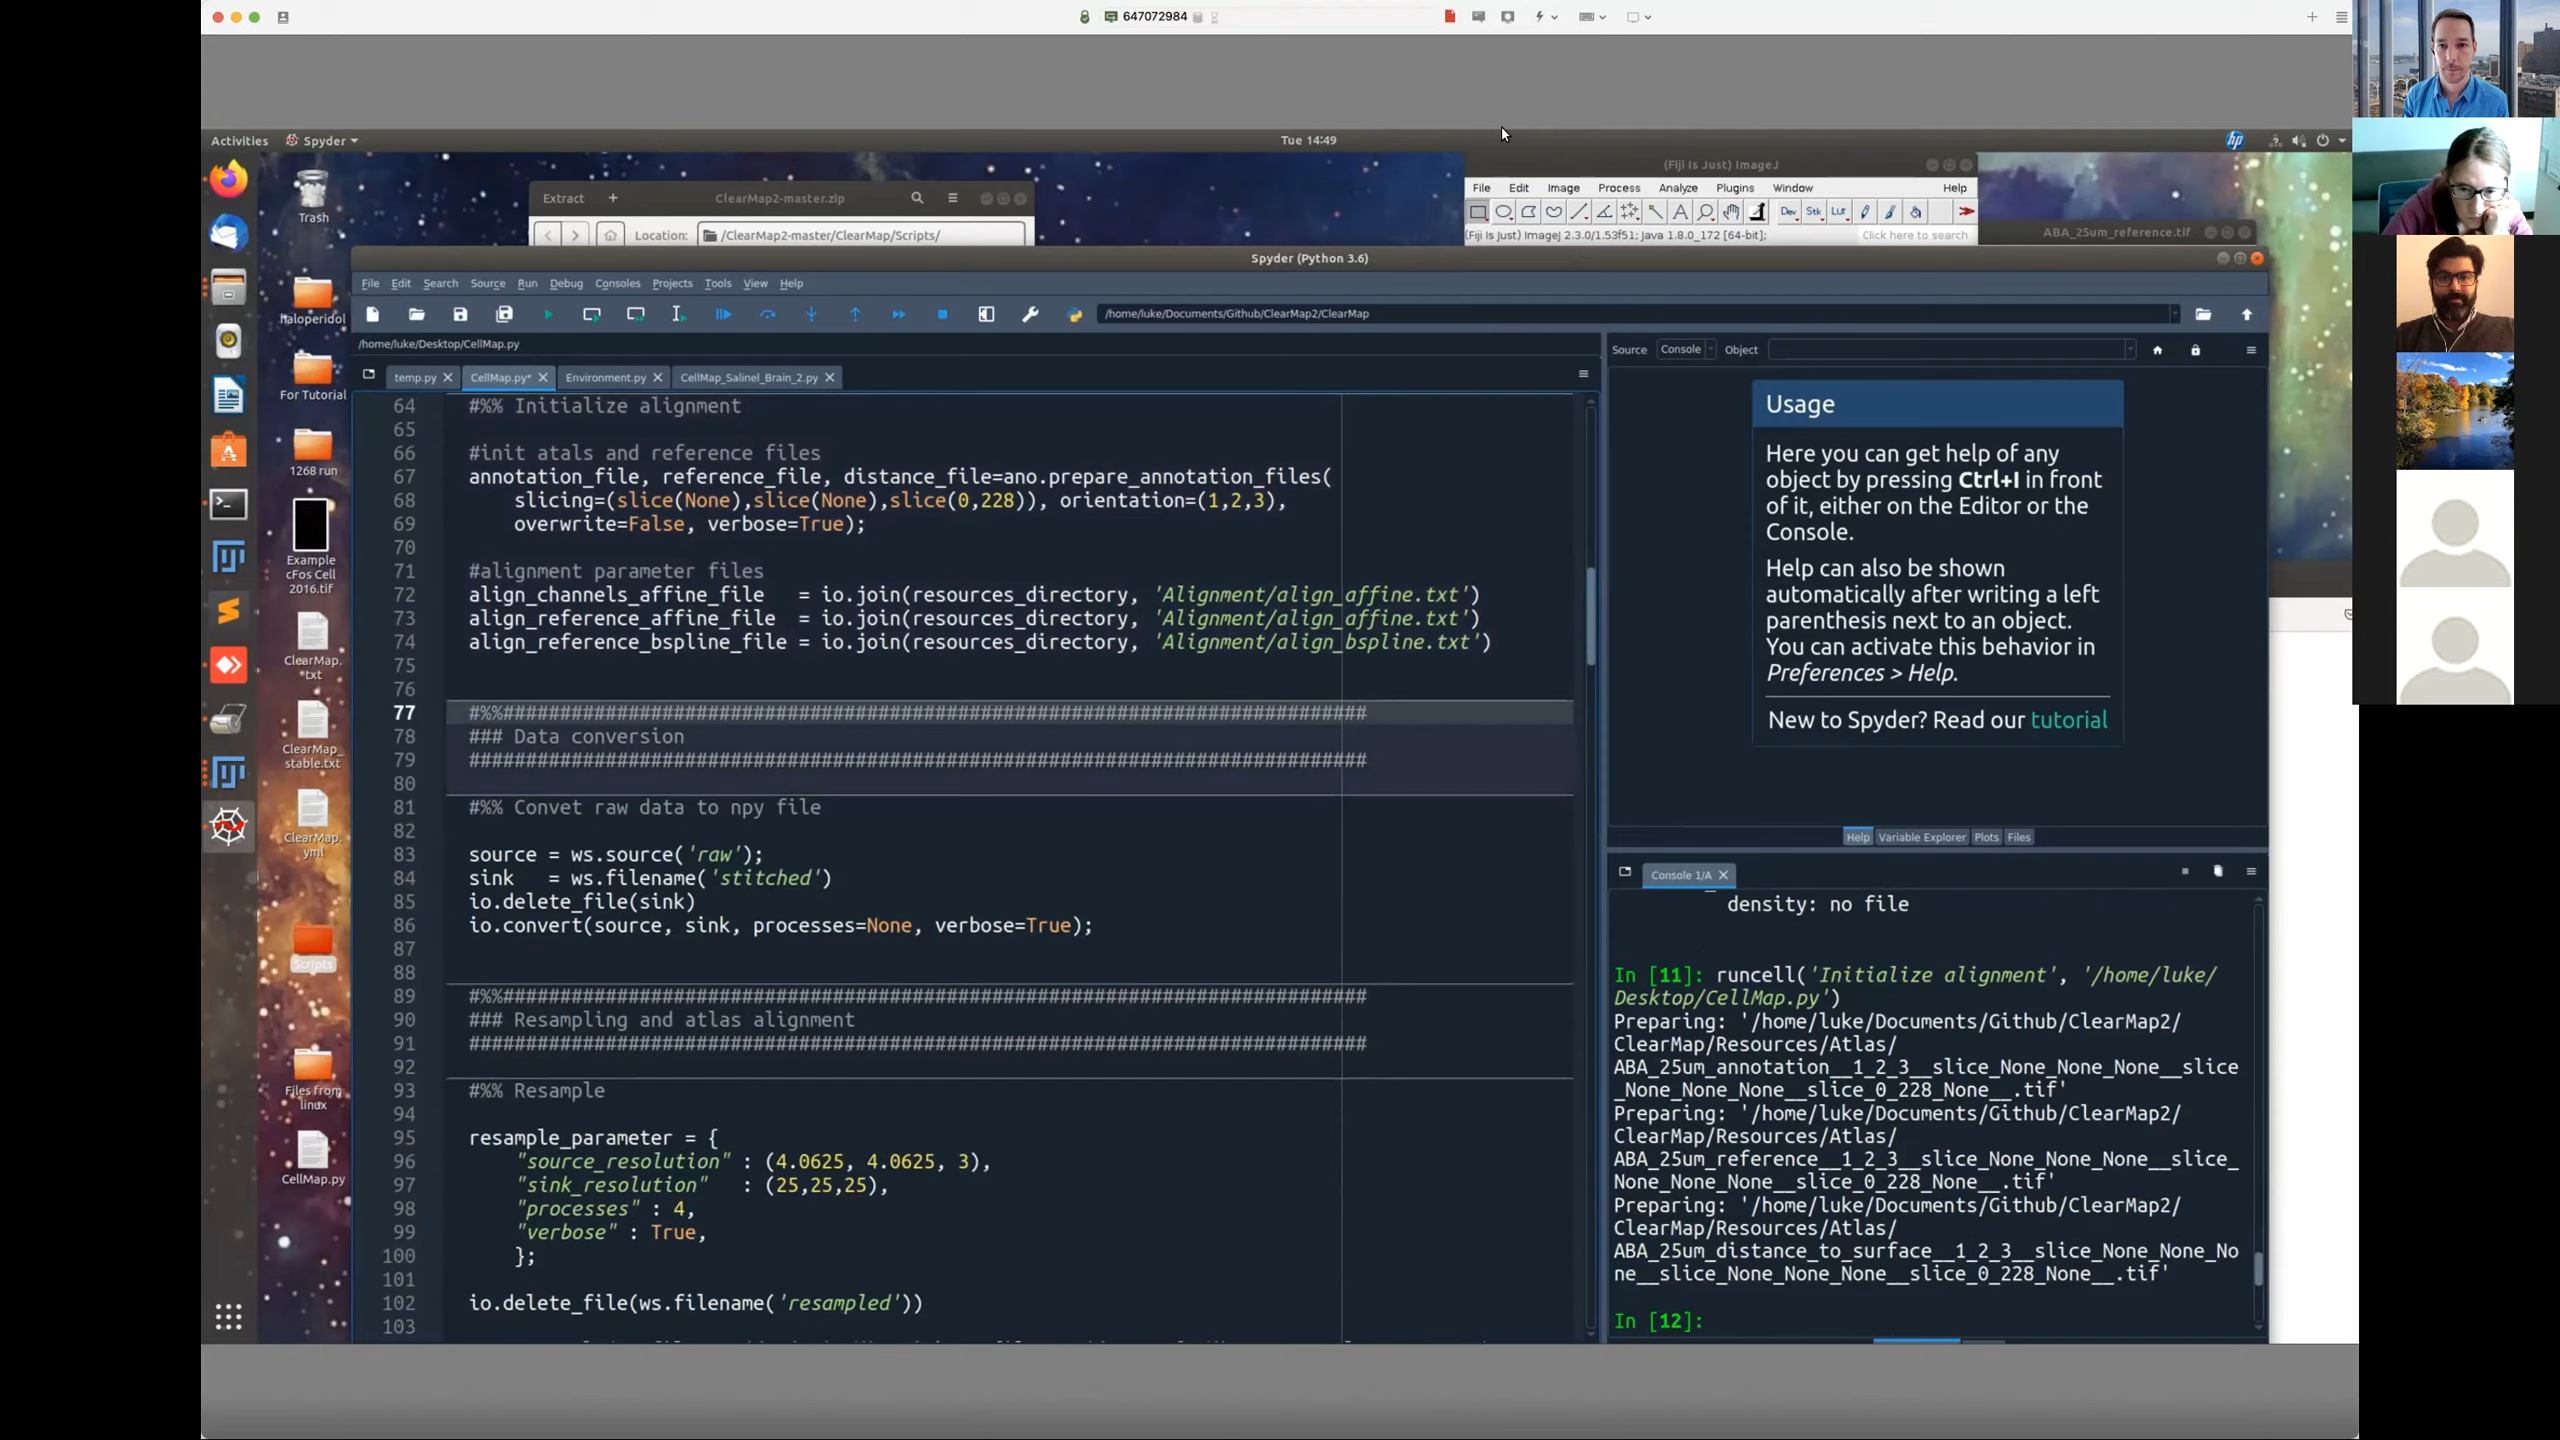 647072984
Activities
Spyder
Tue 14:49
Trash
haloperidol
For Tutorial
1268 run
Example
cFos Cell
2016.tif
ClearMap.
txt
ClearMap_
stable.txt
ClearMap.
yml
Scripts
Files from
linux
CellMap.py
Extract
ClearMap2-master.zip
Location: /ClearMap2-master/ClearMap/Scripts/
(Fiji Is Just) ImageJ
File Edit Image Process Analyze Plugins Window Help
Dev Stk Lut
(Fiji Is Just) ImageJ 2.3.0/1.53f51; Java 1.8.0_172 [64-bit];
Click here to search
hp
ABA_25um_reference.tif
Spyder (Python 3.6)
File Edit Search Source Run Debug Consoles Projects Tools View Help
/home/luke/Documents/Github/ClearMap2/ClearMap
/home/luke/Desktop/CellMap.py
temp.py CellMap.py* Environment.py CellMap_Salinel_Brain_2.py
64 #%% Initialize alignment
65
66 #init atals and reference files
67 annotation_file, reference_file, distance_file=ano.prepare_annotation_files(
68 slicing=(slice(None),slice(None),slice(0,228)), orientation=(1,2,3),
69 overwrite=False, verbose=True);
70
71 #alignment parameter files
72 align_channels_affine_file = io.join(resources_directory, 'Alignment/align_affine.txt')
73 align_reference_affine_file = io.join(resources_directory, 'Alignment/align_affine.txt')
74 align_reference_bspline_file = io.join(resources_directory, 'Alignment/align_bspline.txt')
75
76
77 #%%#############################################################################
78 ### Data conversion
79 ################################################################################
80
81 #%% Convet raw data to npy file
82
83 source = ws.source('raw');
84 sink = ws.filename('stitched')
85 io.delete_file(sink)
86 io.convert(source, sink, processes=None, verbose=True);
87
88
89 #%%#############################################################################
90 ### Resampling and atlas alignment
91 ################################################################################
92
93 #%% Resample
94
95 resample_parameter = {
96 "source_resolution" : (4.0625, 4.0625, 3),
97 "sink_resolution" : (25,25,25),
98 "processes" : 4,
99 "verbose" : True,
100 };
101
102 io.delete_file(ws.filename('resampled'))
103
Source Console Object
Usage
Here you can get help of any
object by pressing Ctrl+I in front
of it, either on the Editor or the
Console.
Help can also be shown
automatically after writing a left
parenthesis next to an object.
You can activate this behavior in
Preferences > Help.
New to Spyder? Read our tutorial
Help Variable Explorer Plots Files
Console 1/A
density: no file
In [11]: runcell('Initialize alignment', '/home/luke/
Desktop/CellMap.py')
Preparing: '/home/luke/Documents/Github/ClearMap2/
ClearMap/Resources/Atlas/
ABA_25um_annotation__1_2_3__slice_None_None_None__slice
_None_None_None__slice_0_228_None__.tif'
Preparing: '/home/luke/Documents/Github/ClearMap2/
ClearMap/Resources/Atlas/
ABA_25um_reference__1_2_3__slice_None_None_None__slice_
None_None_None__slice_0_228_None__.tif'
Preparing: '/home/luke/Documents/Github/ClearMap2/
ClearMap/Resources/Atlas/
ABA_25um_distance_to_surface__1_2_3__slice_None_None_No
ne__slice_None_None_None__slice_0_228_None__.tif'
In [12]: